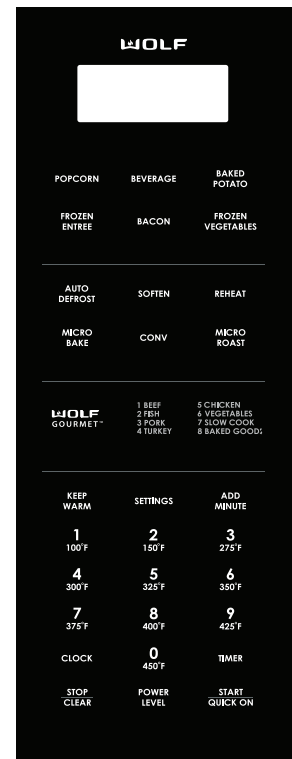 WOLF
POPCORN BEVERAGE BAKED POTATO
FROZEN ENTREE BACON FROZEN VEGETABLES
AUTO DEFROST SOFTEN REHEAT
MICRO BAKE CONV MICRO ROAST
WOLF GOURMET™
1 BEEF
2 FISH
3 PORK
4 TURKEY
5 CHICKEN
6 VEGETABLES
7 SLOW COOK
8 BAKED GOODS
KEEP WARM SETTINGS ADD MINUTE
1 2 3
100°F 150°F 275°F
4 5 6
300°F 325°F 350°F
7 8 9
375°F 400°F 425°F
CLOCK 0 TIMER
450°F
STOP POWER START
CLEAR LEVEL QUICK ON